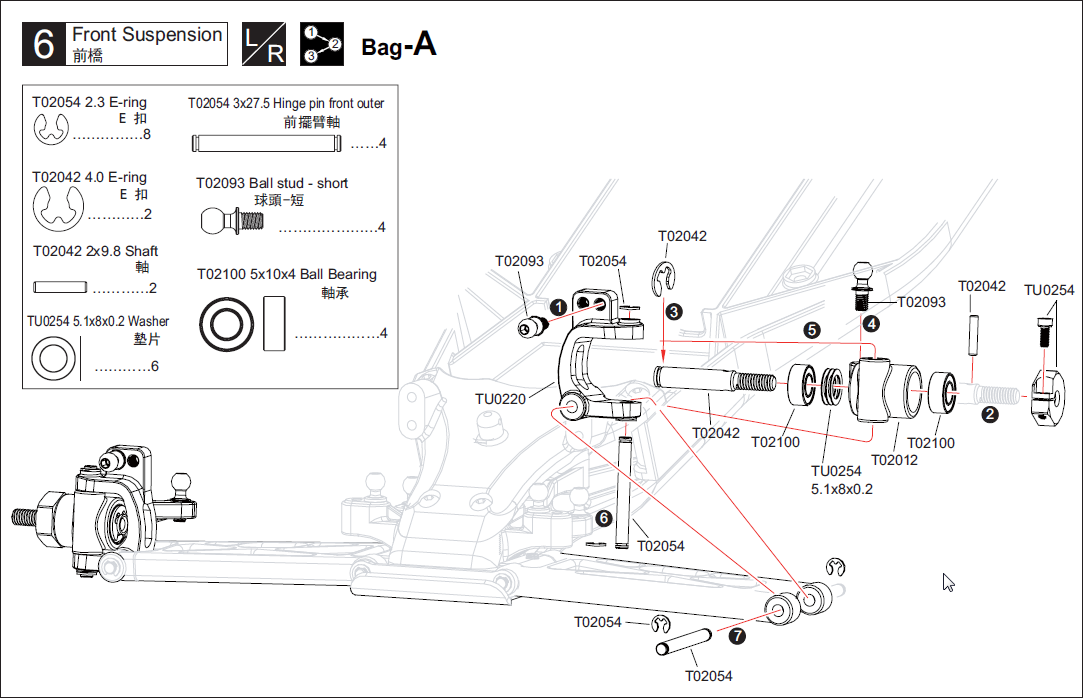 6
Front Suspension
前橋
L/R
1
2
3
Bag-A
T02054 2.3 E-ring
E 扣
...............8
T02042 4.0 E-ring
E 扣
............2
T02042 2x9.8 Shaft
軸
............2
TU0254 5.1x8x0.2 Washer
墊片
............6
T02054 3x27.5 Hinge pin front outer
前擺臂軸
......4
T02093 Ball stud - short
球頭-短
.....................4
T02100 5x10x4 Ball Bearing
軸承
..................4
T02093
T02054
T02042
1
3
T02093
4
5
T02042
TU0254
TU0220
T02042
T02100
TU0254
5.1x8x0.2
T02012
T02100
2
6
T02054
T02054
7
T02054